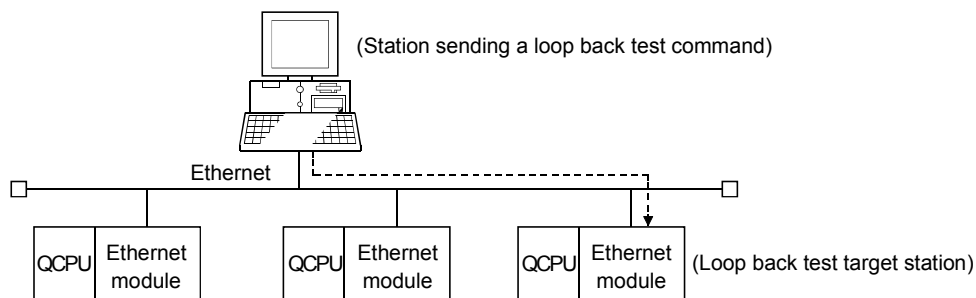 (Station sending a loop back test command)
Ethernet
QCPU
Ethernet
module
QCPU
Ethernet
module
QCPU
Ethernet
module
(Loop back test target station)